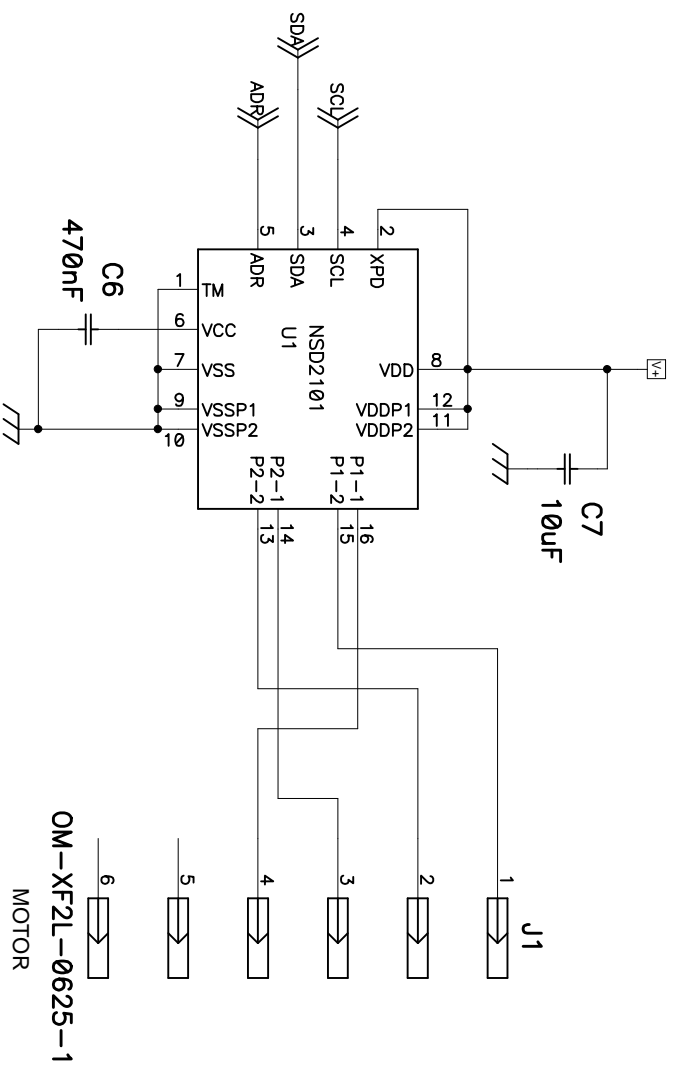 SDA
ADR
SCL
5
3
4
2
ADR
SDA
SCL
XPD
1
TM
6
VCC
7
VSS
9
VSSP1
10
VSSP2
C6
470nF
NSD2101
U1
8
VDD
12
VDDP1
11
VDDP2
V+
C7
10uF
P2-2
P2-1
P1-2
P1-1
13
14
15
16
6
5
4
3
2
1
J1
OM-XF2L-0625-1
MOTOR